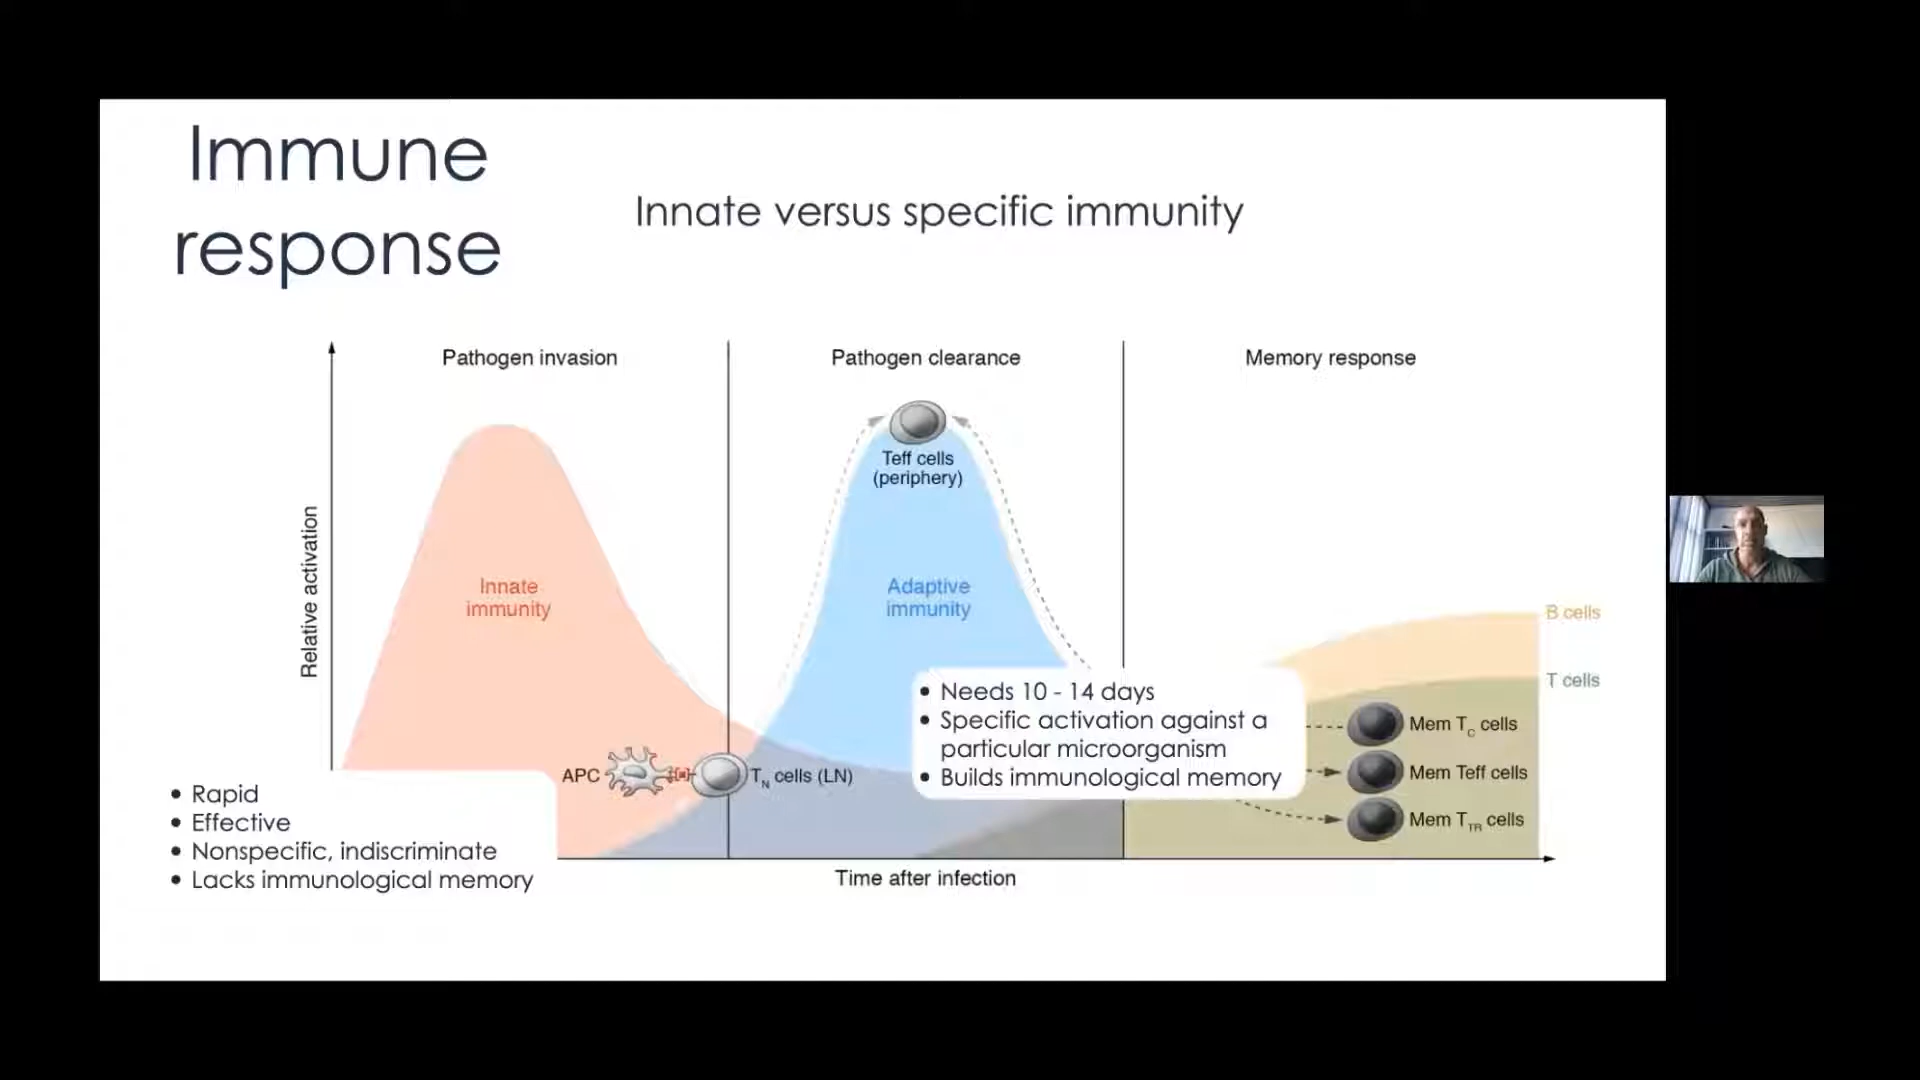 Immune
response
Innate versus specific immunity
Pathogen invasion
Pathogen clearance
Memory response
Relative activation
Teff cells
(periphery)
Innate
immunity
Adaptive
immunity
B cells
T cells
• Needs 10 - 14 days
• Specific activation against a
particular microorganism
• Builds immunological memory
Mem TC cells
Mem Teff cells
Mem TTR cells
APC
TN cells (LN)
• Rapid
• Effective
• Nonspecific, indiscriminate
• Lacks immunological memory
Time after infection